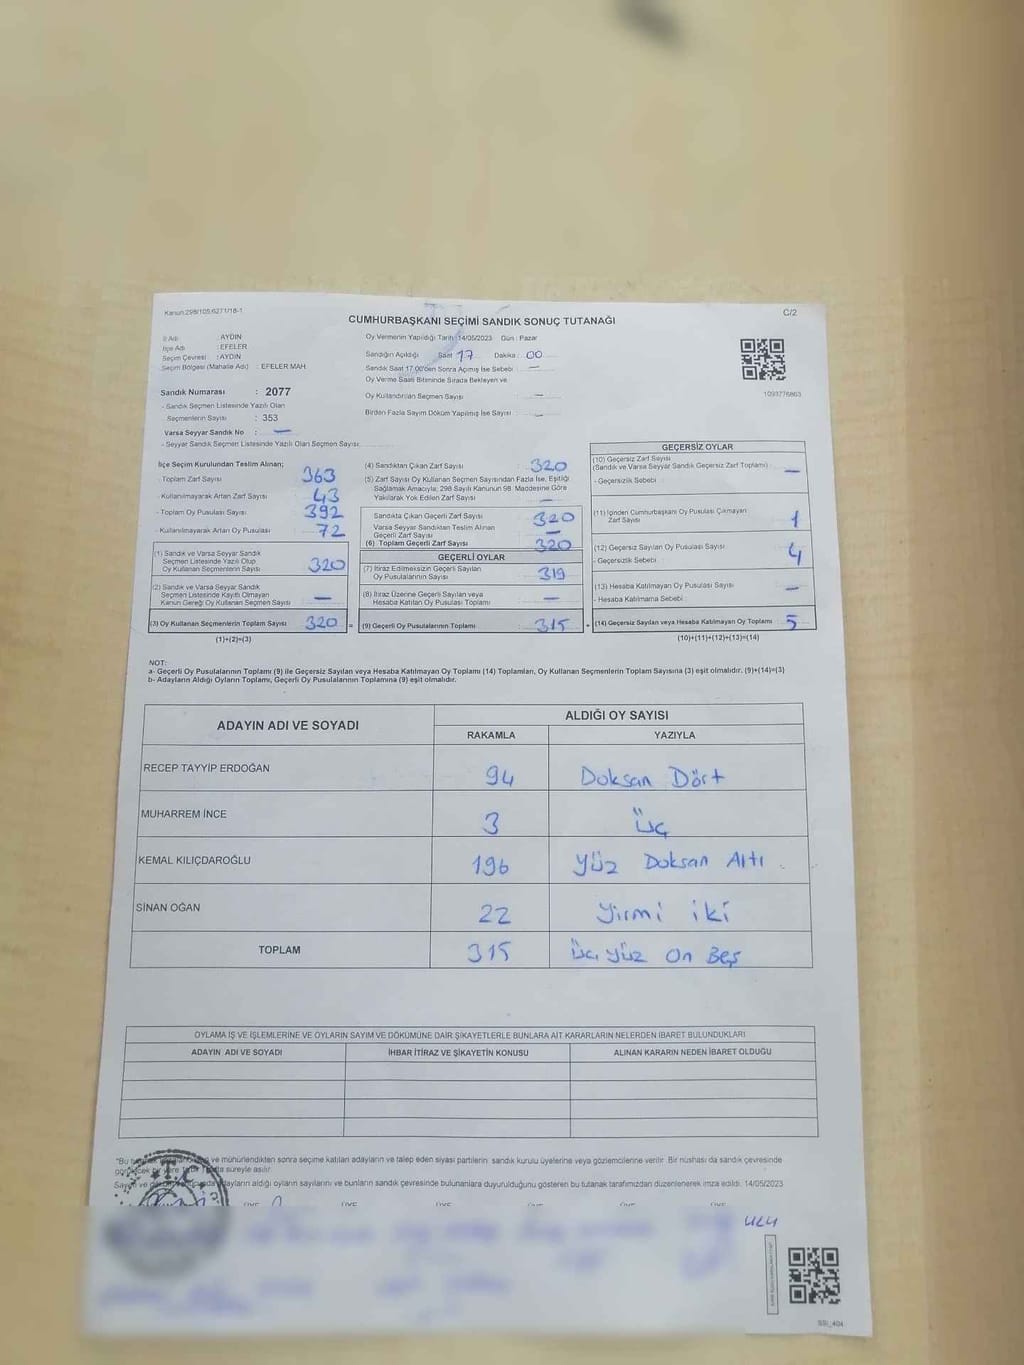 Kanun:298/105;6271/18-1
C/2
CUMHURBAŞKANI SEÇİMİ SANDIK SONUÇ TUTANAĞI
İl Adı : AYDIN
İlçe Adı : EFELER
Seçim Çevresi : AYDIN
Seçim Bölgesi (Mahalle Adı) : EFELER MAH.
Oy Vermenin Yapıldığı Tarih :14/05/2023 Gün : Pazar
Sandığın Açıldığı Saat 17 Dakika : 00
Sandık Saat 17.00'den Sonra Açılmış İse Sebebi : —
Oy Verme Saati Bitiminde Sırada Bekleyen ve
Oy Kullandırılan Seçmen Sayısı : —
Birden Fazla Sayım Döküm Yapılmış İse Sayısı : —
1093776863
Sandık Numarası : 2077
- Sandık Seçmen Listesinde Yazılı Olan
Seçmenlerin Sayısı : 353
Varsa Seyyar Sandık No : —
- Seyyar Sandık Seçmen Listesinde Yazılı Olan Seçmen Sayısı:
İlçe Seçim Kurulundan Teslim Alınan;
- Toplam Zarf Sayısı 363
- Kullanılmayarak Artan Zarf Sayısı 43
- Toplam Oy Pusulası Sayısı 392
- Kullanılmayarak Artan Oy Pusulası 72
(1) Sandık ve Varsa Seyyar Sandık
Seçmen Listesinde Yazılı Olup
Oy Kullanan Seçmenlerin Sayısı 320
(2) Sandık ve Varsa Seyyar Sandık
Seçmen Listesinde Kayıtlı Olmayan
Kanun Gereği Oy Kullanan Seçmen Sayısı —
(3) Oy Kullanan Seçmenlerin Toplam Sayısı 320 =
(1)+(2)=(3)
(4) Sandıktan Çıkan Zarf Sayısı : 320
(5) Zarf Sayısı Oy Kullanan Seçmen Sayısından Fazla İse, Eşitliği
Sağlamak Amacıyla; 298 Sayılı Kanunun 98. Maddesine Göre
Yakılarak Yok Edilen Zarf Sayısı —
Sandıkta Çıkan Geçerli Zarf Sayısı : 320
Varsa Seyyar Sandıktan Teslim Alınan
Geçerli Zarf Sayısı —
(6) Toplam Geçerli Zarf Sayısı : 320
GEÇERLİ OYLAR
(7) İtiraz Edilmeksizin Geçerli Sayılan
Oy Pusulalarının Sayısı : 319
(8) İtiraz Üzerine Geçerli Sayılan veya
Hesaba Katılan Oy Pusulası Toplamı : —
(9) Geçerli Oy Pusulalarının Toplamı : 315 +
GEÇERSİZ OYLAR
(10) Geçersiz Zarf Sayısı
(Sandık ve Varsa Seyyar Sandık Geçersiz Zarf Toplamı) : —
- Geçersizlik Sebebi :
(11) İçinden Cumhurbaşkanı Oy Pusulası Çıkmayan
Zarf Sayısı 1
(12) Geçersiz Sayılan Oy Pusulası Sayısı : 4
- Geçersizlik Sebebi :
(13) Hesaba Katılmayan Oy Pusulası Sayısı : —
- Hesaba Katılmama Sebebi :
(14) Geçersiz Sayılan veya Hesaba Katılmayan Oy Toplamı : 5
(10)+(11)+(12)+(13)=(14)
NOT:
a- Geçerli Oy Pusulalarının Toplamı (9) ile Geçersiz Sayılan veya Hesaba Katılmayan Oy Toplamı (14) Toplamları, Oy Kullanan Seçmenlerin Toplam Sayısına (3) eşit olmalıdır. (9)+(14)=(3)
b- Adayların Aldığı Oyların Toplamı, Geçerli Oy Pusulalarının Toplamına (9) eşit olmalıdır.
ADAYIN ADI VE SOYADI ALDIĞI OY SAYISI
RAKAMLA YAZIYLA
RECEP TAYYİP ERDOĞAN 94 Doksan Dört
MUHARREM İNCE 3 üç
KEMAL KILIÇDAROĞLU 196 yüz Doksan Altı
SİNAN OĞAN 22 yirmi iki
TOPLAM 315 üç yüz On Beş
OYLAMA İŞ VE İŞLEMLERİNE VE OYLARIN SAYIM VE DÖKÜMÜNE DAİR ŞİKAYETLERLE BUNLARA AİT KARARLARIN NELERDEN İBARET BULUNDUKLARI
ADAYIN ADI VE SOYADI İHBAR İTİRAZ VE ŞİKAYETİN KONUSU ALINAN KARARIN NEDEN İBARET OLDUĞU
"Bu ve mühürlendikten sonra seçime katılan adayların ve talep eden siyasi partilerin sandık kurulu üyelerine veya gözlemcilerine verilir. Bir nüshası da sandık çevresinde
süreyle asılır.
adayların aldığı oyların sayılarını ve bunların sandık çevresinde bulunanlara duyurulduğunu gösteren bu tutanak tarafımızdan düzenlenerek imza edildi. 14/05/2023
T.C.
ÜYE ÜYE ÜYE ÜYE ÜYE ÜYE
SSI_404